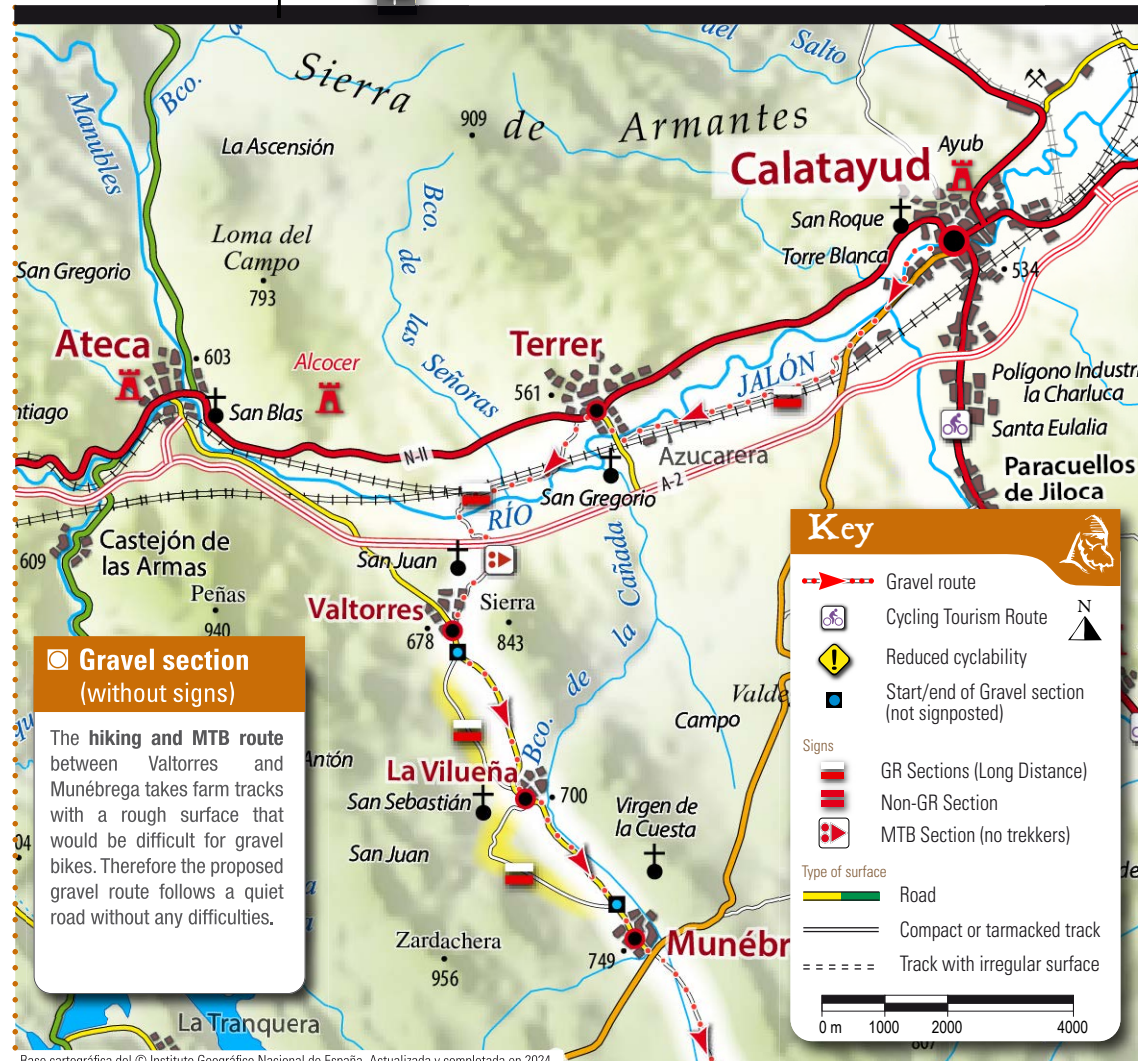 del
Salto
Sierra
de
Armantes
Bco.
Manubles
909
La Ascensión
Ayub
Calatayud
San Roque
Torre Blanca
534
Bco. de las Señoras
Loma del
Campo
793
San Gregorio
Ateca
603
Alcocer
San Blas
Terrer
561
JALÓN
Polígono Industri
la Charluca
Santa Eulalia
Paracuellos
de Jiloca
N-II
Azucarera
A-2
San Gregorio
RÍO
Castejón de
las Armas
609
San Juan
Peñas
940
Valtorres
678
Sierra
843
Bco. de la Cañada
Campo
La Vilueña
San Sebastián
700
Virgen de
la Cuesta
San Juan
Antón
Zardachera
956
749
Munébr
La Tranquera
Gravel section
(without signs)
The hiking and MTB route
between Valtorres and
Munébrega takes farm tracks
with a rough surface that
would be difficult for gravel
bikes. Therefore the proposed
gravel route follows a quiet
road without any difficulties.
Key
Gravel route
Cycling Tourism Route
N
Reduced cyclability
Start/end of Gravel section
(not signposted)
Signs
GR Sections (Long Distance)
Non-GR Section
MTB Section (no trekkers)
Type of surface
Road
Compact or tarmacked track
Track with irregular surface
0 m 1000 2000 4000
Base cartográfica del © Instituto Geográfico Nacional de España. Actualizada y completada en 2024